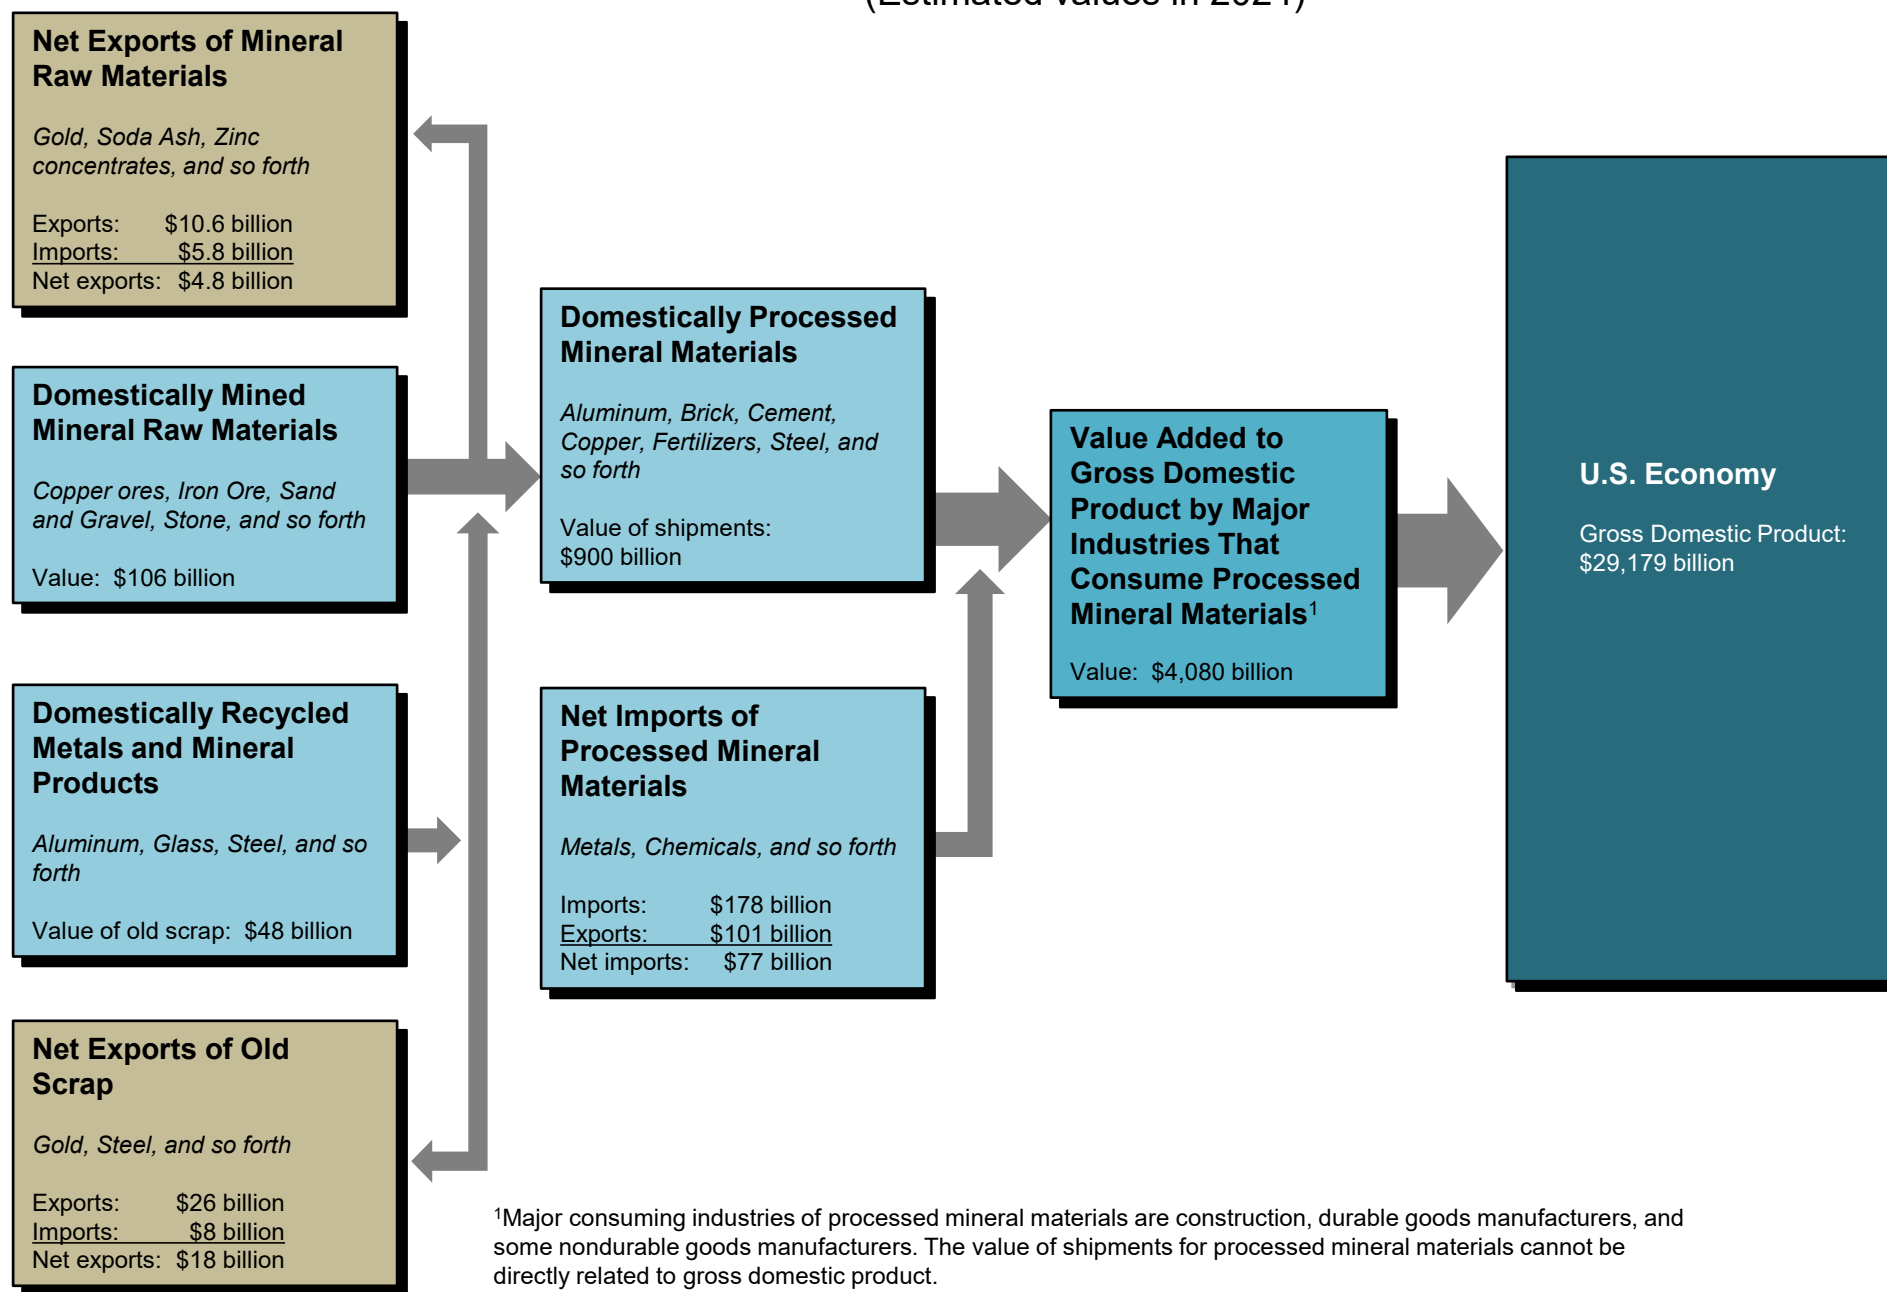 (Estimated values in 2024)
Net Exports of Mineral
Raw Materials
Gold, Soda Ash, Zinc
concentrates, and so forth
Exports: $10.6 billion
Imports: $5.8 billion
Net exports: $4.8 billion
Domestically Mined
Mineral Raw Materials
Copper ores, Iron Ore, Sand
and Gravel, Stone, and so forth
Value: $106 billion
Domestically Recycled
Metals and Mineral
Products
Aluminum, Glass, Steel, and so
forth
Value of old scrap: $48 billion
Net Exports of Old
Scrap
Gold, Steel, and so forth
Exports: $26 billion
Imports: $8 billion
Net exports: $18 billion
Domestically Processed
Mineral Materials
Aluminum, Brick, Cement,
Copper, Fertilizers, Steel, and
so forth
Value of shipments:
$900 billion
Net Imports of
Processed Mineral
Materials
Metals, Chemicals, and so forth
Imports: $178 billion
Exports: $101 billion
Net imports: $77 billion
Value Added to
Gross Domestic
Product by Major
Industries That
Consume Processed
Mineral Materials¹
Value: $4,080 billion
U.S. Economy
Gross Domestic Product:
$29,179 billion
¹Major consuming industries of processed mineral materials are construction, durable goods manufacturers, and
some nondurable goods manufacturers. The value of shipments for processed mineral materials cannot be
directly related to gross domestic product.